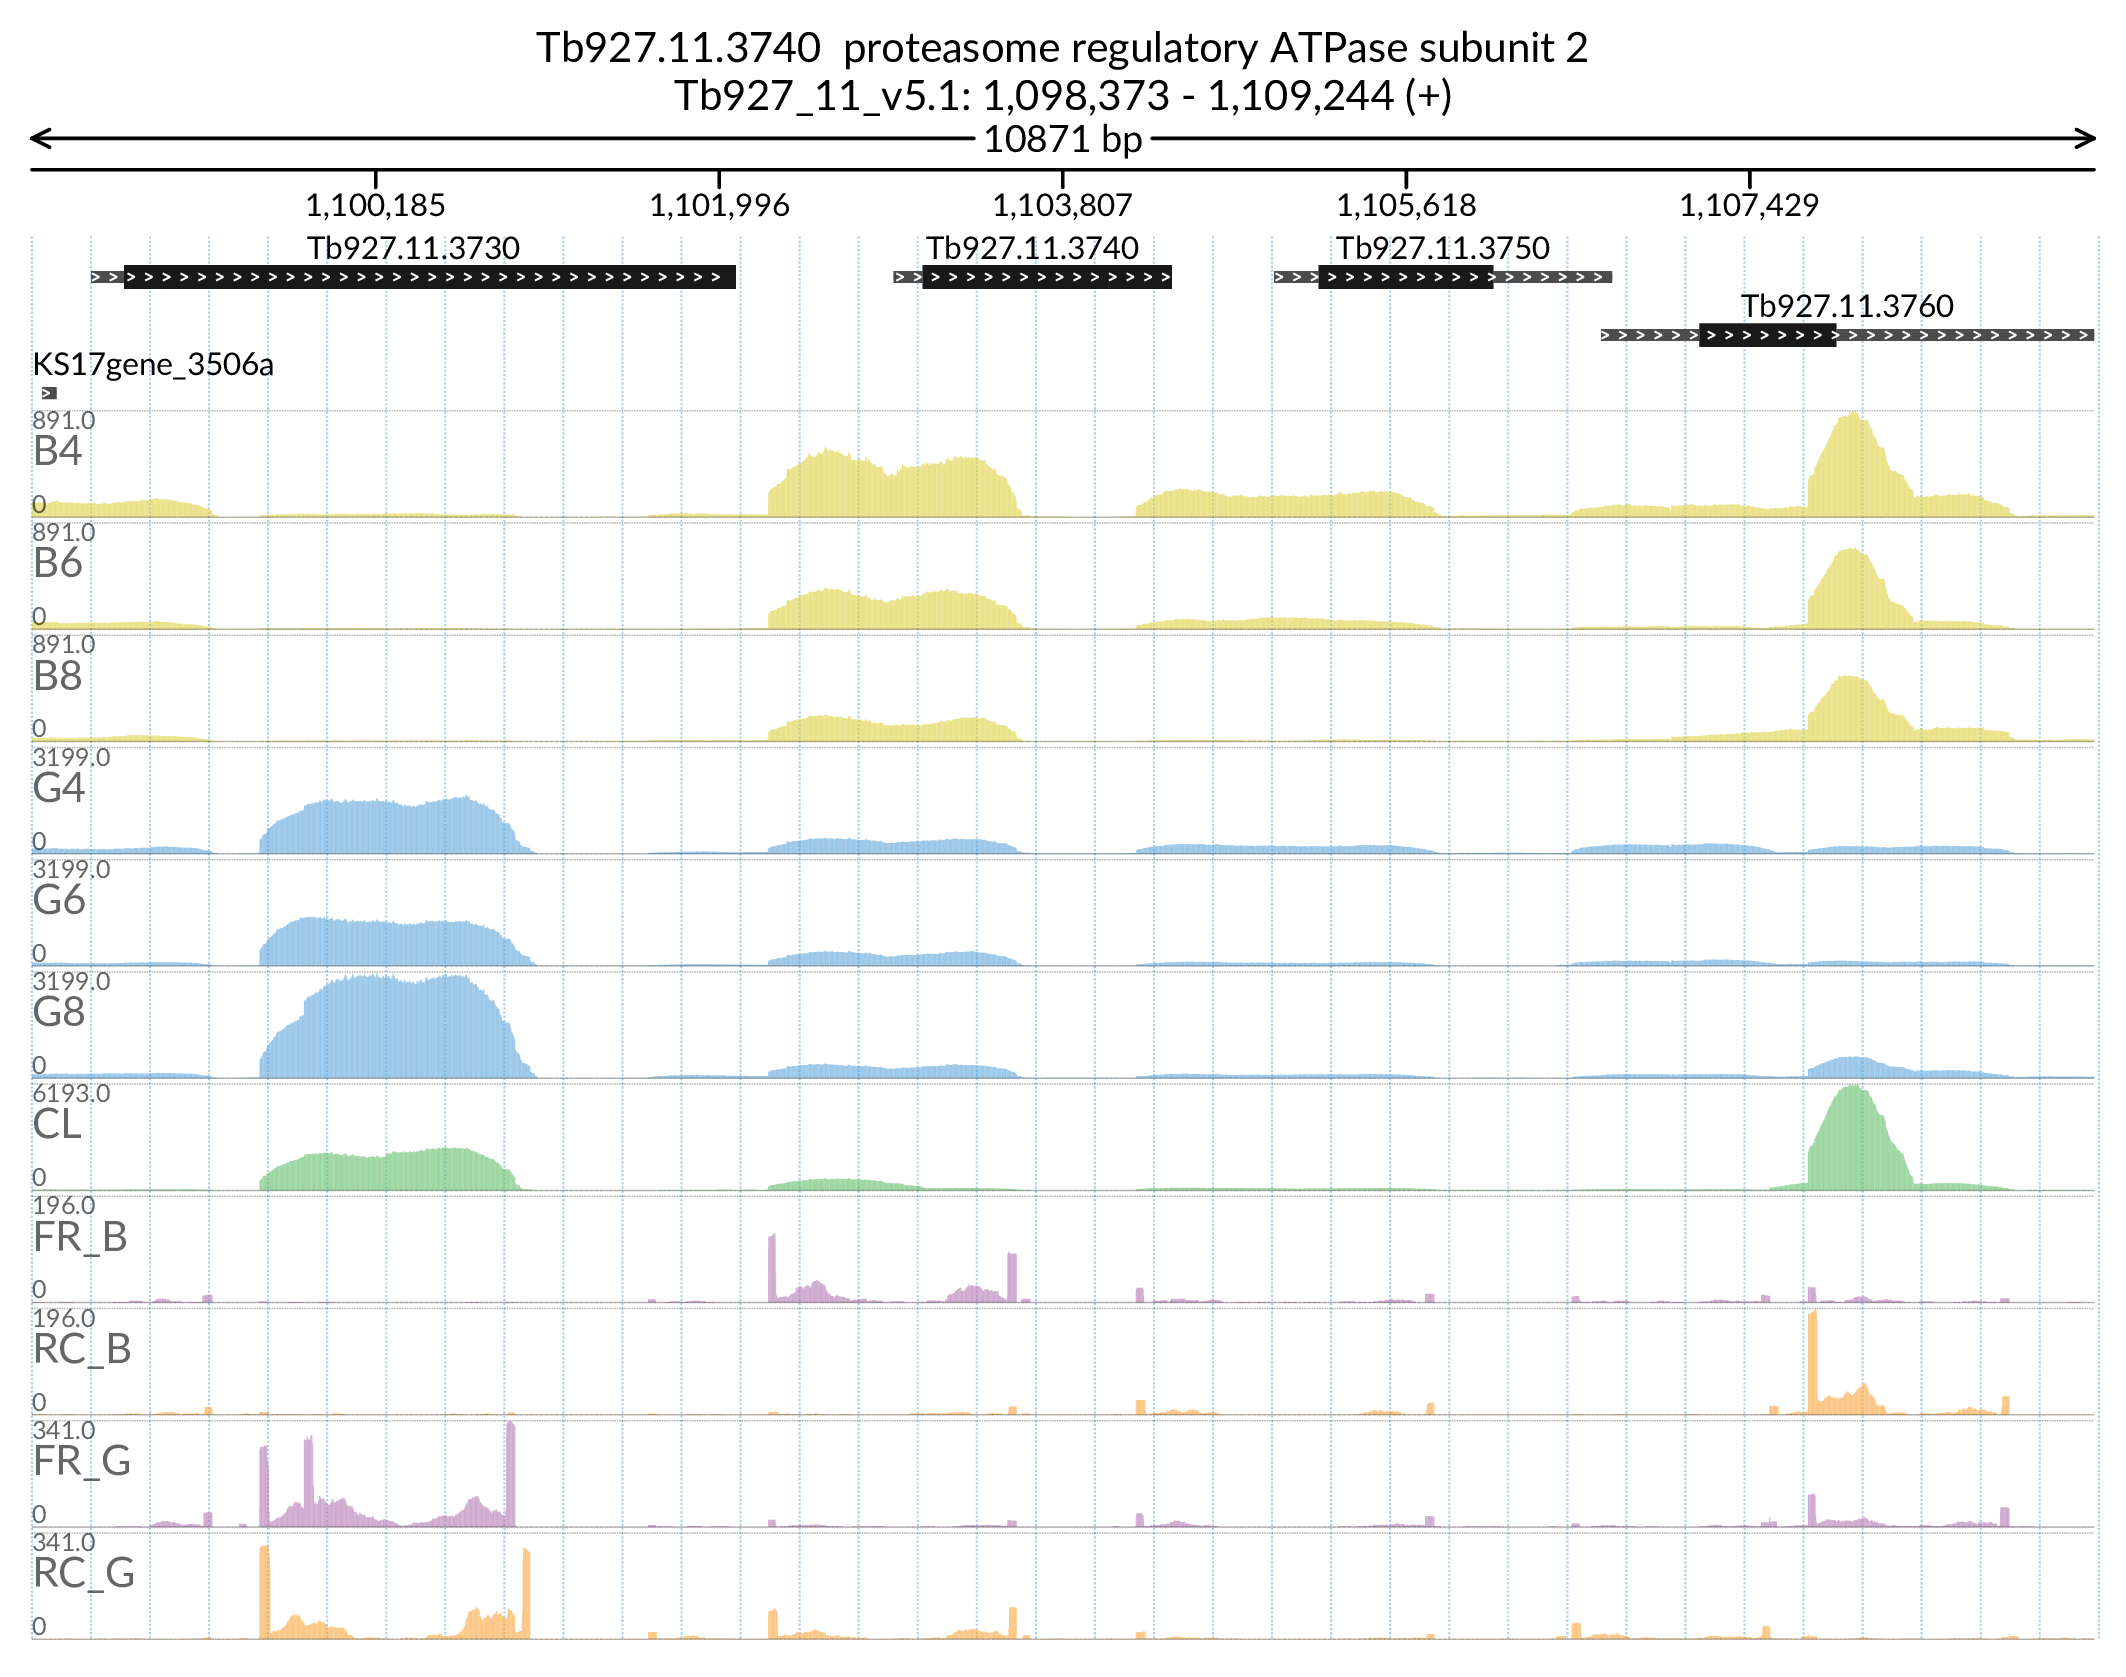 Tb927.11.3740  proteasome regulatory ATPase subunit 2
Tb927_11_v5.1: 1,098,373 - 1,109,244 (+)
10871 bp
1,100,185 1,101,996 1,103,807 1,105,618 1,107,429
Tb927.11.3730 Tb927.11.3740 Tb927.11.3750
Tb927.11.3760
KS17gene_3506a
891.0
B4
0
891.0
B6
0
891.0
B8
0
3199.0
G4
0
3199.0
G6
0
3199.0
G8
0
6193.0
CL
0
196.0
FR_B
0
196.0
RC_B
0
341.0
FR_G
0
341.0
RC_G
0